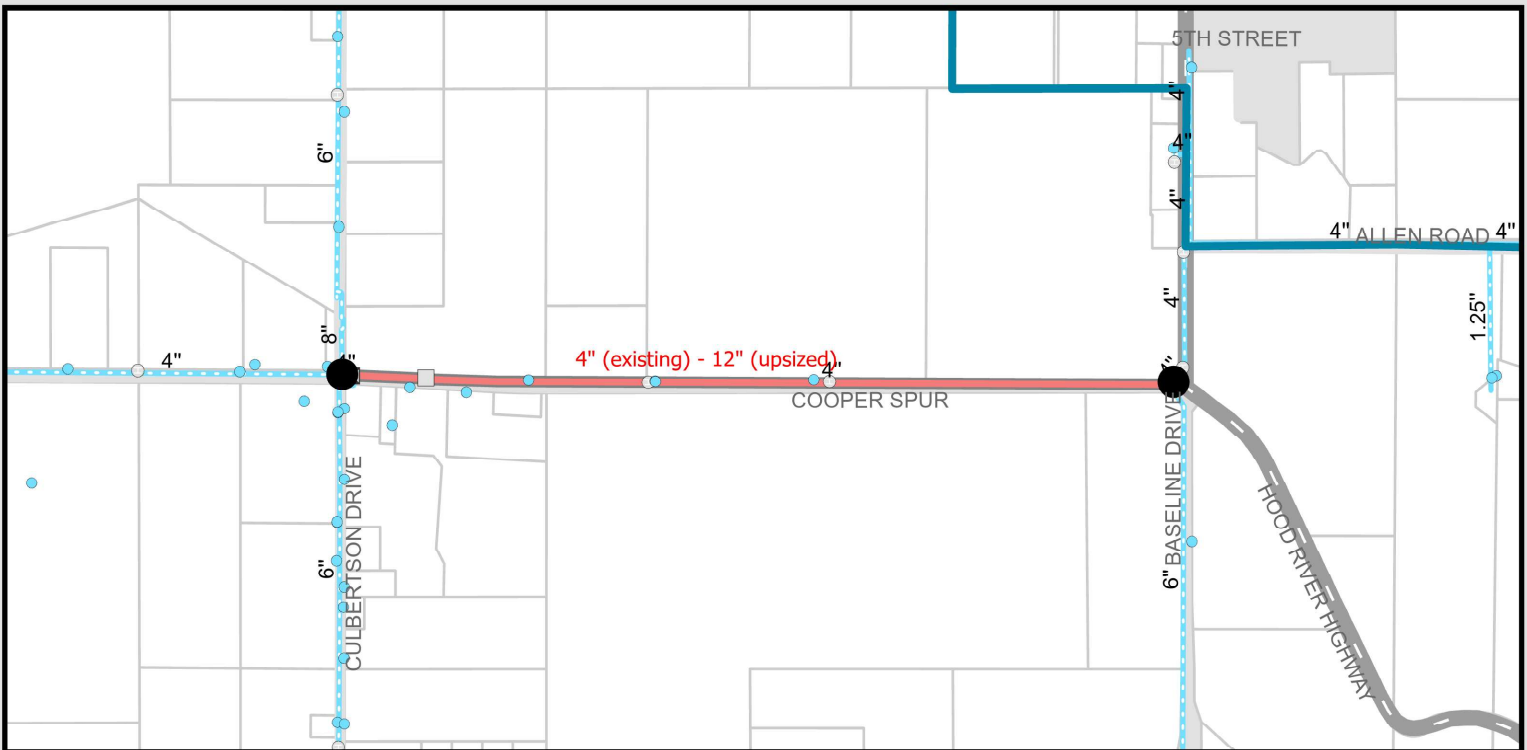 5TH STREET
4"
4"
6"
4"
4" ALLEN ROAD 4"
4"
1.25"
8"
4"
4" (existing) - 12" (upsized)
4"
COOPER SPUR
CULBERTSON DRIVE
BASELINE DRIVE
HOOD RIVER HIGHWAY
6"
6"